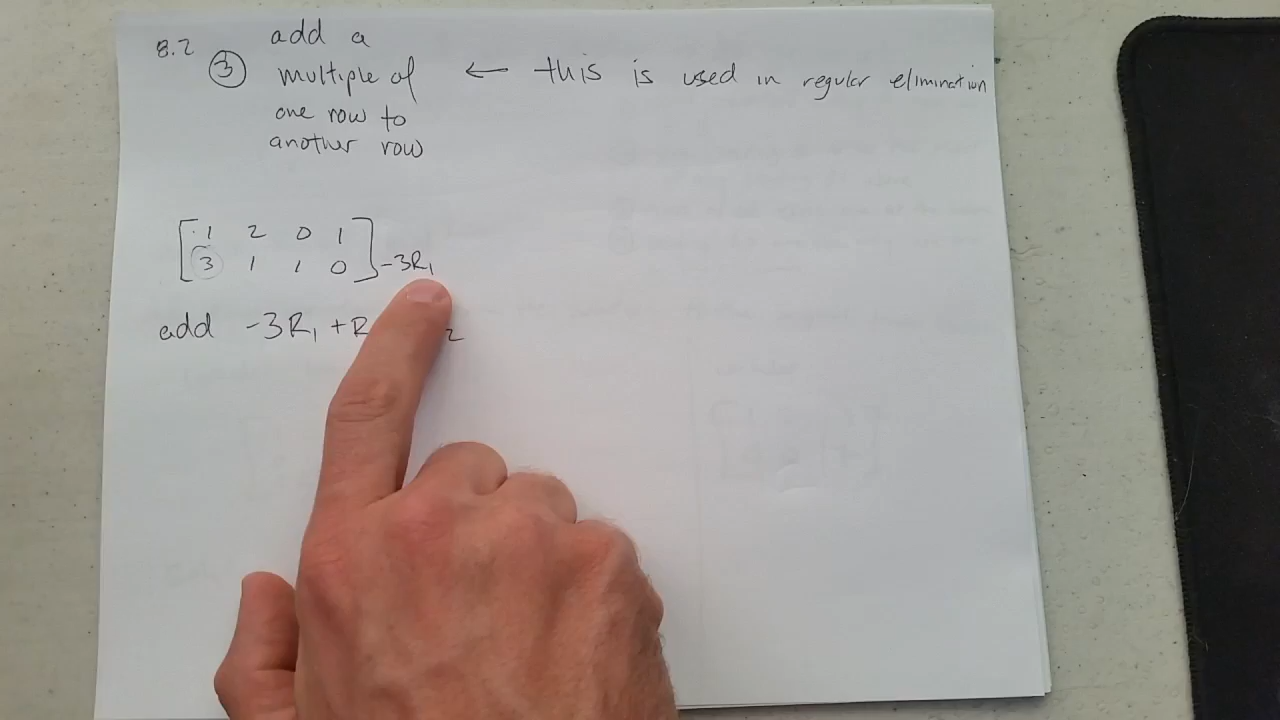 8.2
③ add a
multiple of ← this is used in regular elimination
one row to
another row
[1 2 0 1
3 1 1 0] -3R₁
add -3R₁ + R 2